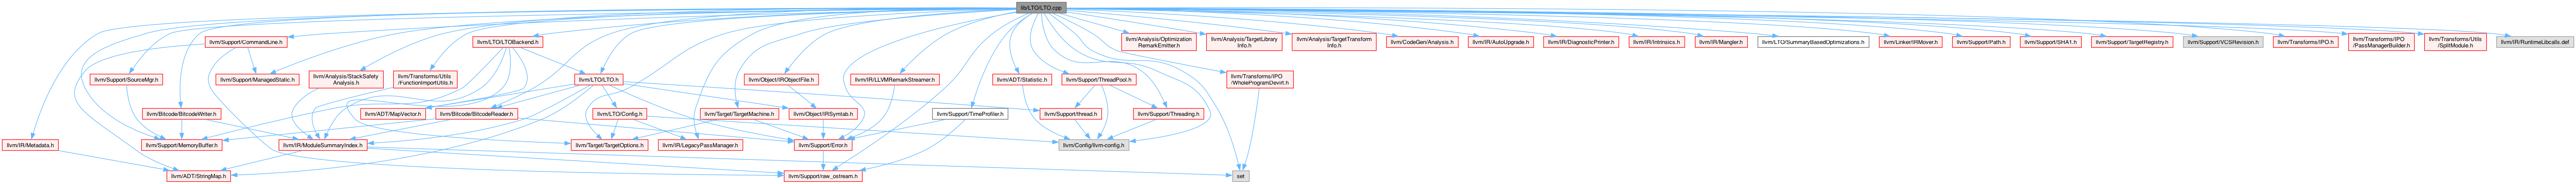 lib/LTO/LTO.cpp
llvm/Support/CommandLine.h
llvm/LTO/LTOBackend.h
llvm/Analysis/Optimization
RemarkEmitter.h
llvm/Analysis/TargetLibrary
Info.h
llvm/Analysis/TargetTransform
Info.h
llvm/CodeGen/Analysis.h
llvm/IR/AutoUpgrade.h
llvm/IR/DiagnosticPrinter.h
llvm/IR/Intrinsics.h
llvm/IR/Mangler.h
llvm/LTO/SummaryBasedOptimizations.h
llvm/Linker/IRMover.h
llvm/Support/Path.h
llvm/Support/SHA1.h
llvm/Support/TargetRegistry.h
llvm/Support/VCSRevision.h
llvm/Transforms/IPO.h
llvm/Transforms/IPO
/PassManagerBuilder.h
llvm/Transforms/Utils
/SplitModule.h
llvm/IR/RuntimeLibcalls.def
llvm/Support/SourceMgr.h
llvm/Support/ManagedStatic.h
llvm/Analysis/StackSafety
Analysis.h
llvm/Transforms/Utils
/FunctionImportUtils.h
llvm/LTO/LTO.h
llvm/Object/IRObjectFile.h
llvm/IR/LLVMRemarkStreamer.h
llvm/ADT/Statistic.h
llvm/Support/ThreadPool.h
llvm/Transforms/IPO
/WholeProgramDevirt.h
llvm/Bitcode/BitcodeWriter.h
llvm/ADT/MapVector.h
llvm/Bitcode/BitcodeReader.h
llvm/LTO/Config.h
llvm/Target/TargetMachine.h
llvm/Object/IRSymtab.h
llvm/Support/TimeProfiler.h
llvm/Support/thread.h
llvm/Support/Threading.h
llvm/IR/Metadata.h
llvm/Support/MemoryBuffer.h
llvm/IR/ModuleSummaryIndex.h
llvm/Target/TargetOptions.h
llvm/IR/LegacyPassManager.h
llvm/Support/Error.h
llvm/Config/llvm-config.h
llvm/ADT/StringMap.h
llvm/Support/raw_ostream.h
set